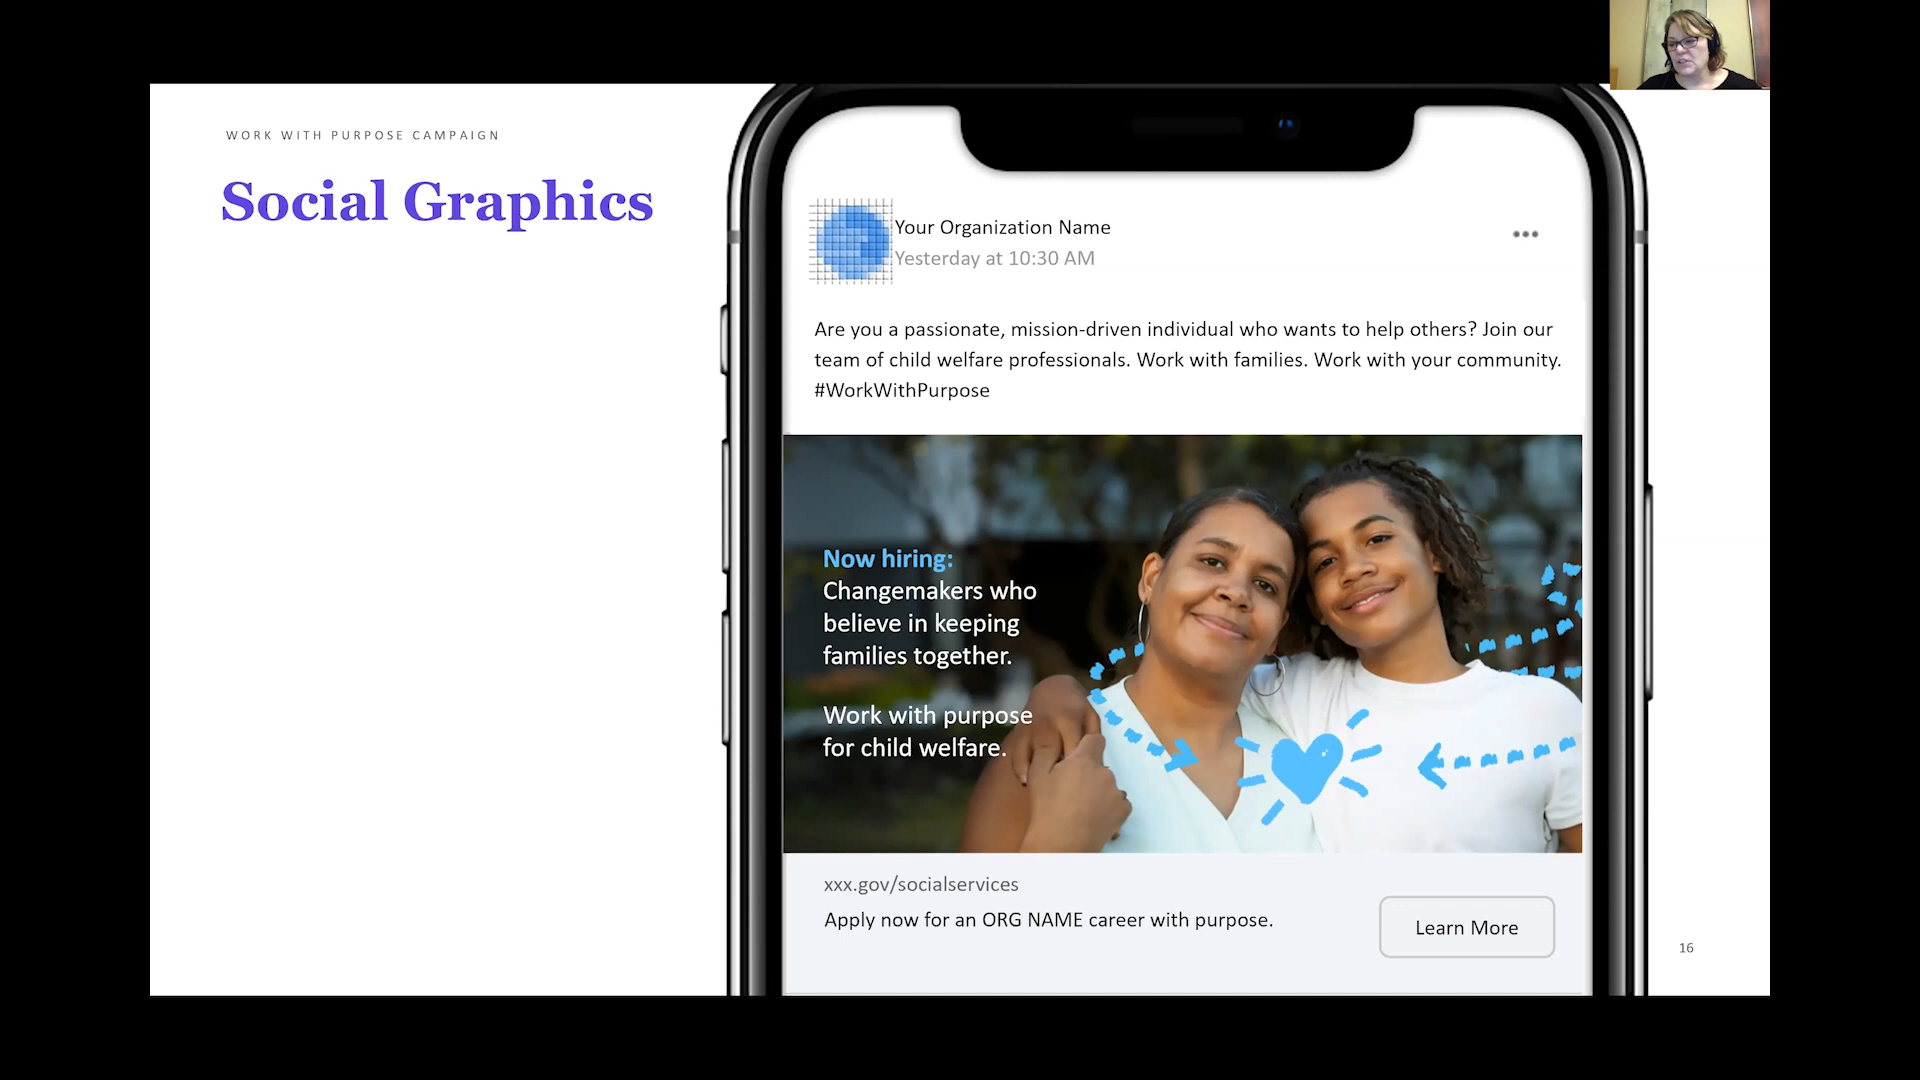 WORK WITH PURPOSE CAMPAIGN
Social Graphics
Your Organization Name
Yesterday at 10:30 AM
Are you a passionate, mission-driven individual who wants to help others? Join our
team of child welfare professionals. Work with families. Work with your community.
#WorkWithPurpose
Now hiring:
Changemakers who
believe in keeping
families together.
Work with purpose
for child welfare.
xxx.gov/socialservices
Apply now for an ORG NAME career with purpose.
Learn More
16